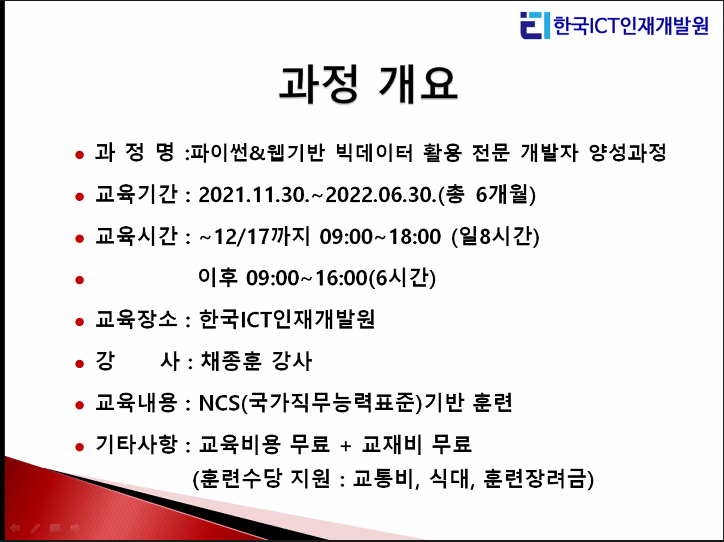 한국ICT인재개발원
과정 개요
과 정 명 :파이썬&웹기반 빅데이터 활용 전문 개발자 양성과정
교육기간 : 2021.11.30.~2022.06.30.(총 6개월)
교육시간 : ~12/17까지 09:00~18:00 (일8시간)
이후 09:00~16:00(6시간)
교육장소 : 한국ICT인재개발원
강 사 : 채종훈 강사
교육내용 : NCS(국가직무능력표준)기반 훈련
기타사항 : 교육비용 무료 + 교재비 무료
(훈련수당 지원 : 교통비, 식대, 훈련장려금)